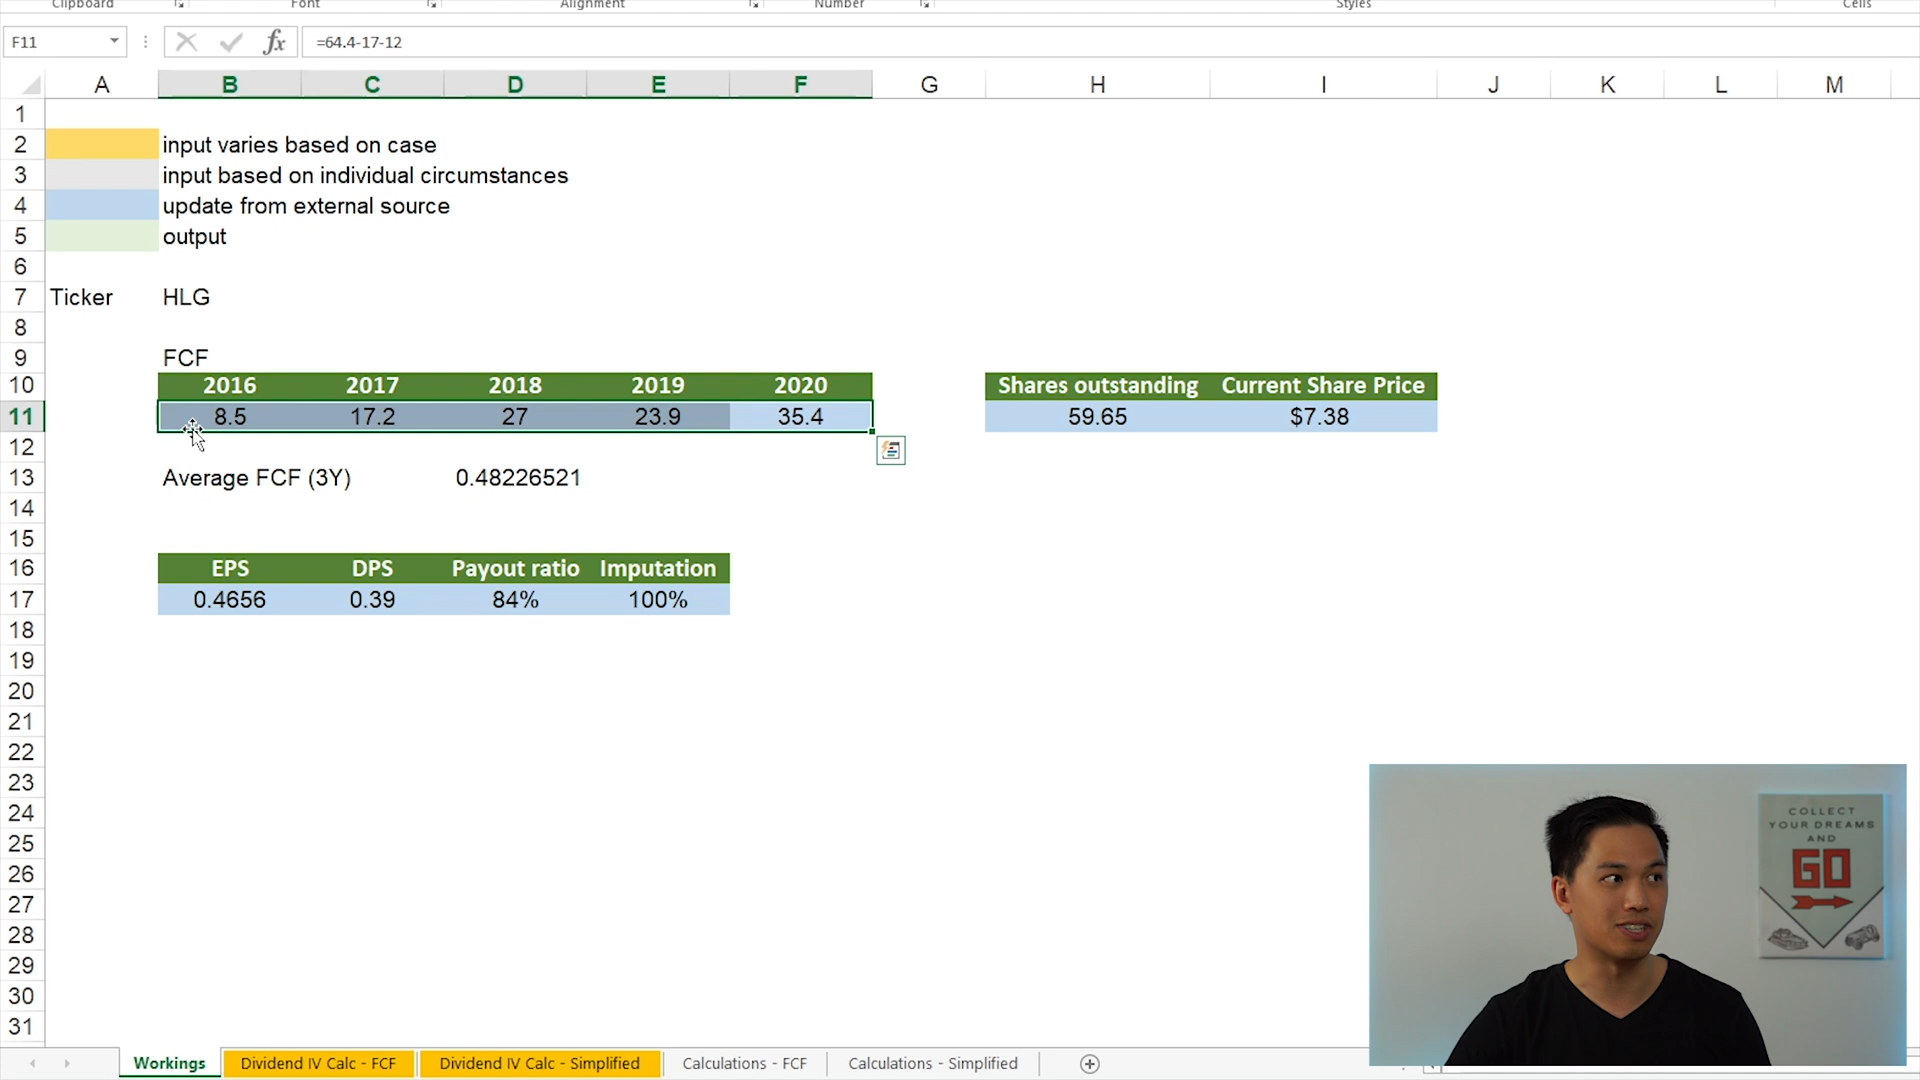 Clipboard Font Alignment Number Styles Cells
F11 fx =64.4-17-12
A B C D E F G H I J K L M
1
2 input varies based on case
3 input based on individual circumstances
4 update from external source
5 output
6
7 Ticker HLG
8
9 FCF
10 2016 2017 2018 2019 2020 Shares outstanding Current Share Price
11 8.5 17.2 27 23.9 35.4 59.65 $7.38
12
13 Average FCF (3Y) 0.48226521
14
15
16 EPS DPS Payout ratio Imputation
17 0.4656 0.39 84% 100%
18
19
20
21
22
23
24
25
26
27
28
29
30
31
COLLECT
YOUR DREAMS
AND
GO
Workings Dividend IV Calc - FCF Dividend IV Calc - Simplified Calculations - FCF Calculations - Simplified